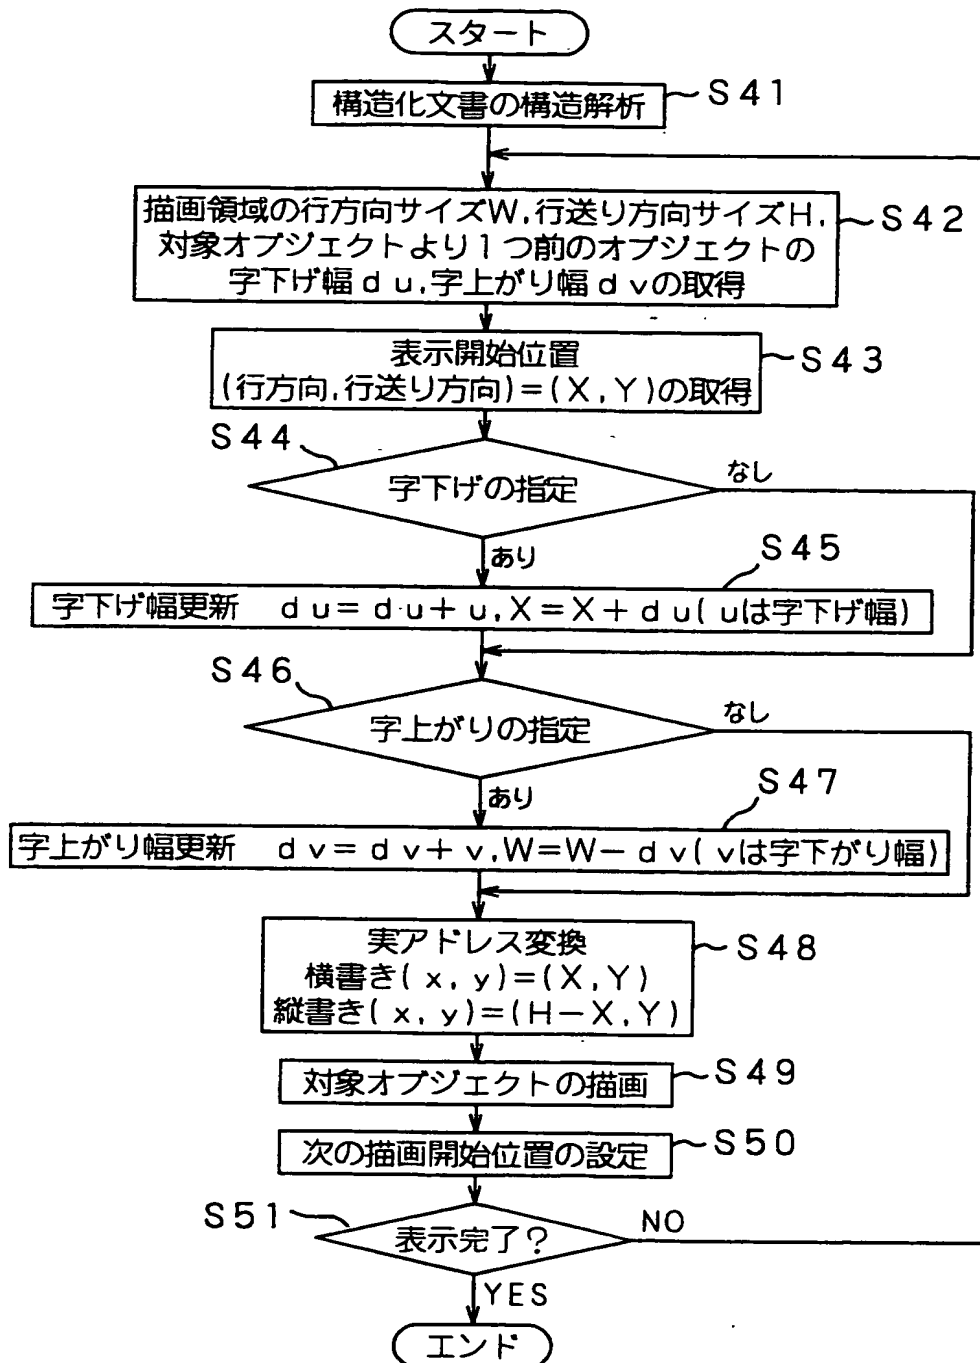 スタート
構造化文書の構造解析
S41
描画領域の行方向サイズW,行送り方向サイズH,
対象オブジェクトより1つ前のオブジェクトの
字下げ幅du,字上がり幅dvの取得
S42
表示開始位置
(行方向,行送り方向)=(X,Y)の取得
S43
S44
字下げの指定
なし
あり
S45
字下げ幅更新 du=du+u,X=X+du(uは字下げ幅)
S46
字上がりの指定
なし
あり
S47
字上がり幅更新 dv=dv+v,W=W-dv(vは字下がり幅)
実アドレス変換
横書き(x,y)=(X,Y)
縦書き(x,y)=(H-X,Y)
S48
対象オブジェクトの描画
S49
次の描画開始位置の設定
S50
S51
表示完了?
NO
YES
エンド